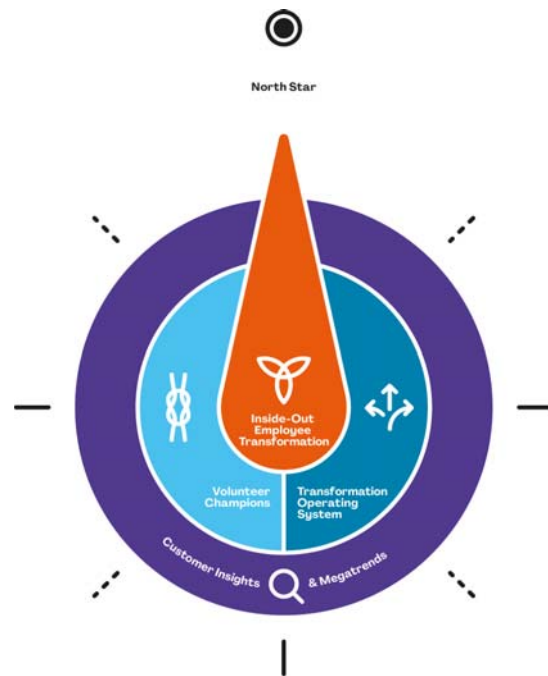 North Star
Inside-Out
Employee
Transformation
Volunteer
Champions
Transformation
Operating
System
Customer Insights & Megatrends